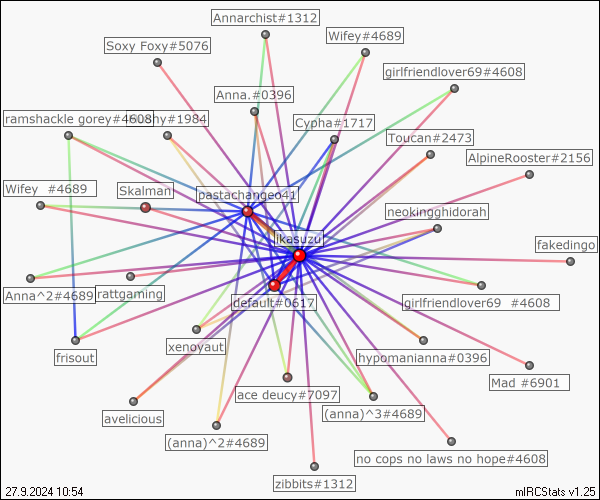 Annarchist#1312
Wifey#4689
Soxy Foxy#5076
girlfriendlover69#4608
Anna.#0396
ramshackle gorey#4608
hy#1984
Cypha#1717
Toucan#2473
AlpineRooster#2156
Wifey #4689
Skalman
pastachangeo41
neokingghidorah
ikasuzu
fakedingo
Anna^2#4689
rattgaming
default#0617
girlfriendlover69 #4608
xenoyaut
frisout
hypomanianna#0396
Mad #6901
ace deucy#7097
avelicious
(anna)^3#4689
(anna)^2#4689
no cops no laws no hope#4608
zibbits#1312
27.9.2024 10:54
mIRCStats v1.25